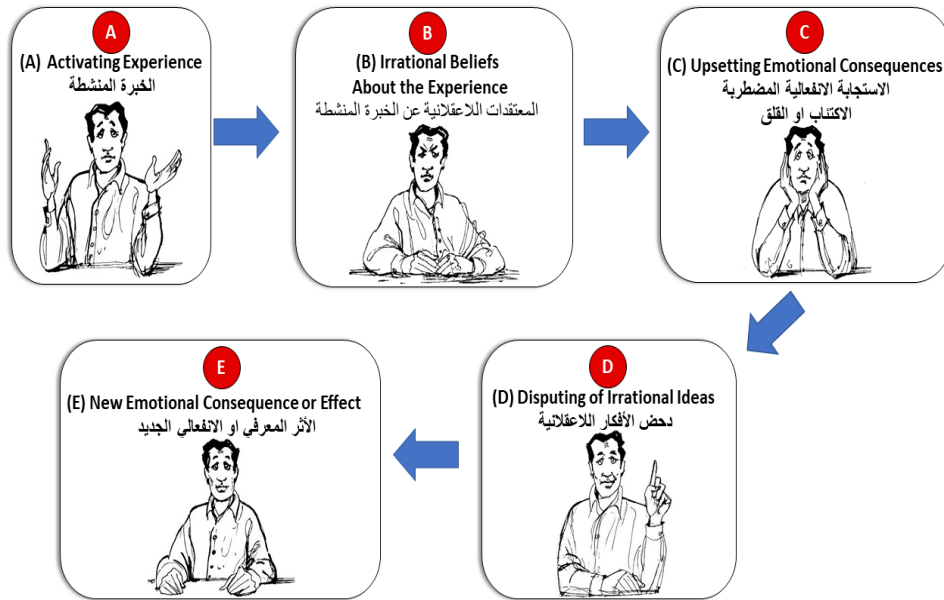 A
(A) Activating Experience
الخبرة المنشطة
B
(B) Irrational Beliefs
About the Experience
المعتقدات اللاعقلانية عن الخبرة المنشطة
C
(C) Upsetting Emotional Consequences
الاستجابة الانفعالية المضطربة
الاكتئاب او القلق
D
(D) Disputing of Irrational Ideas
دحض الأفكار اللاعقلانية
E
(E) New Emotional Consequence or Effect
الأثر المعرفي او الانفعالي الجديد